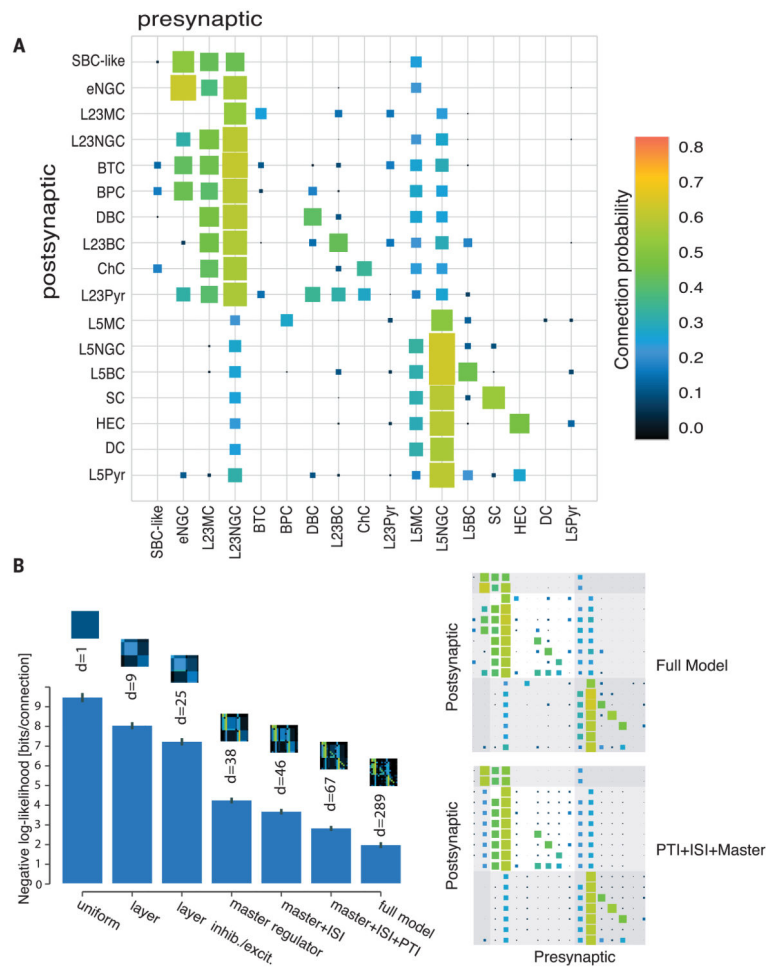 presynaptic
A
postsynaptic
SBC-like
eNGC
L23MC
L23NGC
BTC
BPC
DBC
L23BC
ChC
L23Pyr
L5MC
L5NGC
L5BC
SC
HEC
DC
L5Pyr
SBC-like
eNGC
L23MC
L23NGC
BTC
BPC
DBC
L23BC
ChC
L23Pyr
L5MC
L5NGC
L5BC
SC
HEC
DC
L5Pyr
0.8
0.7
0.6
0.5
0.4
0.3
0.2
0.1
0.0
Connection probability
B
Negative log-likelihood [bits/connection]
9
8
7
6
5
4
3
2
1
0
d=1
d=9
d=25
d=38
d=46
d=67
d=289
uniform
layer
layer inhib./excit.
master regulator
master+ISI
master+ISI+PTI
full model
Postsynaptic
Full Model
Postsynaptic
PTI+ISI+Master
Presynaptic